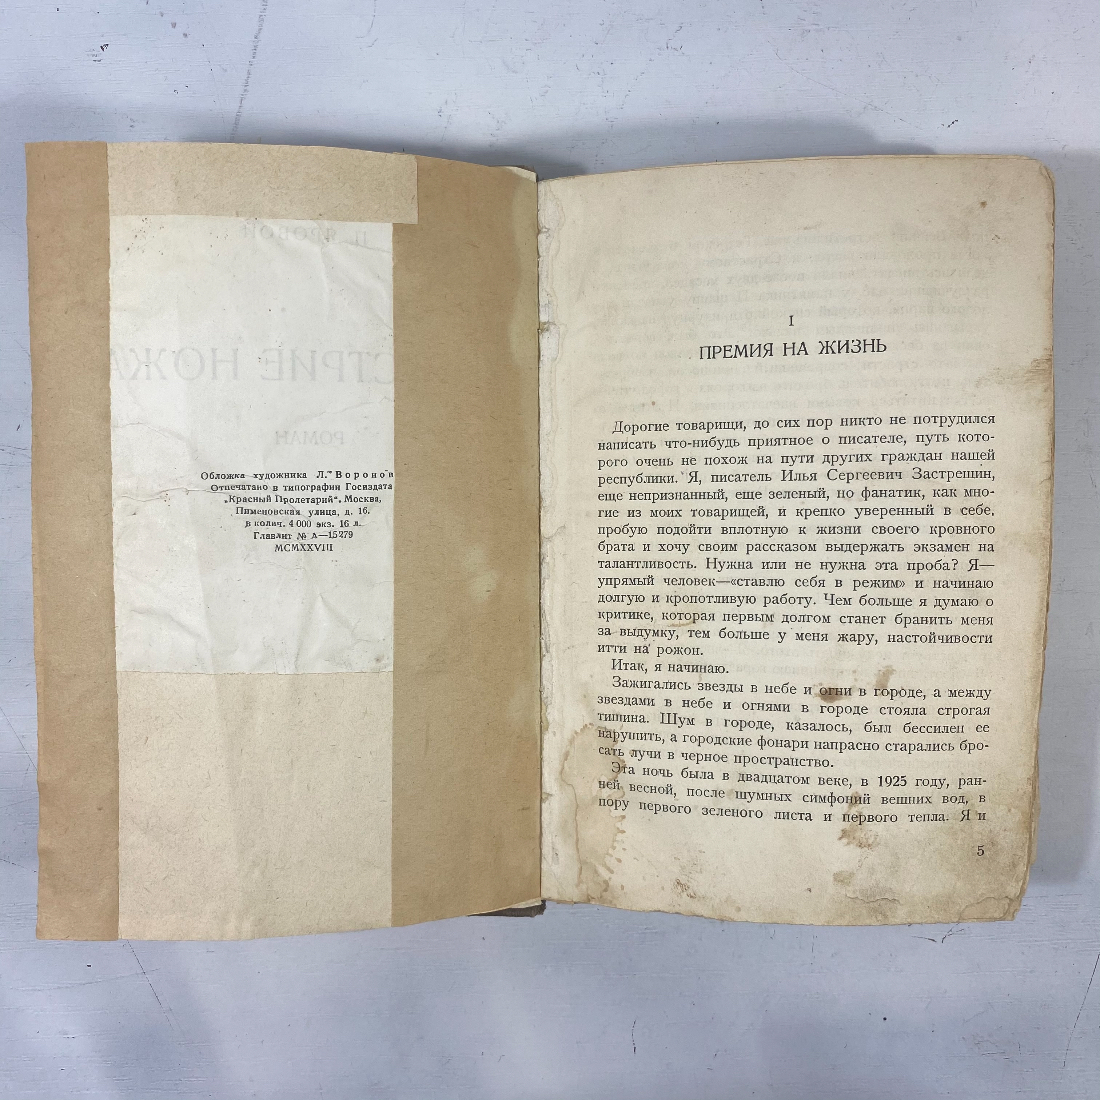 Обложка художника Л. Воронов
Отпечатано в типографии Госиздата
„Красный Пролетарий“, Москва,
Пименовская улица, д. 16.
в колич. 4 000 экз. 16 л.
Главлит № А—15279
MCMXXVIII
П. ЯРОВОЙ
СТРИЕ НОЖА
РОМАН
I
ПРЕМИЯ НА ЖИЗНЬ
Дорогие товарищи, до сих пор никто не потрудился
написать что-нибудь приятное о писателе, путь кото-
рого очень не похож на пути других граждан нашей
республики. Я, писатель Илья Сергеевич Застрешин,
еще непризнанный, еще зеленый, но фанатик, как мно-
гие из моих товарищей, и крепко уверенный в себе,
пробую подойти вплотную к жизни своего кровного
брата и хочу своим рассказом выдержать экзамен на
талантливость. Нужна или не нужна эта проба? Я—
упрямый человек—«ставлю себя в режим» и начинаю
долгую и кропотливую работу. Чем больше я думаю о
критике, которая первым долгом станет бранить меня
за выдумку, тем больше у меня жару, настойчивости
итти на рожон.
Итак, я начинаю.
Зажигались звезды в небе и огни в городе, а между
звездами в небе и огнями в городе стояла строгая
тишина. Шум в городе, казалось, был бессилен ее
нарушить, а городские фонари напрасно старались бро-
сать лучи в черное пространство.
Эта ночь была в двадцатом веке, в 1925 году, ран-
ней весной, после шумных симфоний вешних вод, в
пору первого зеленого листа и первого тепла. Я и
5